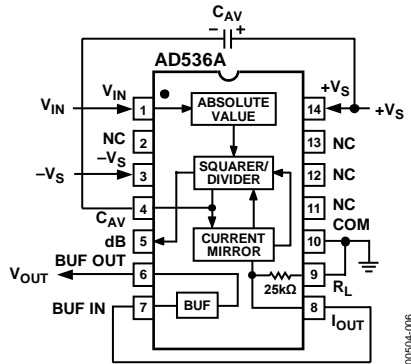 CAV
− +
AD536A
VIN
VIN
1
ABSOLUTE
VALUE
14
+VS
+VS
NC
2
13
NC
−VS
−VS
3
SQUARER/
DIVIDER
12
NC
CAV
4
11
NC
dB
5
CURRENT
MIRROR
10
COM
BUF OUT
VOUT
6
25kΩ
9
RL
BUF IN
7
BUF
8
IOUT
00504-006